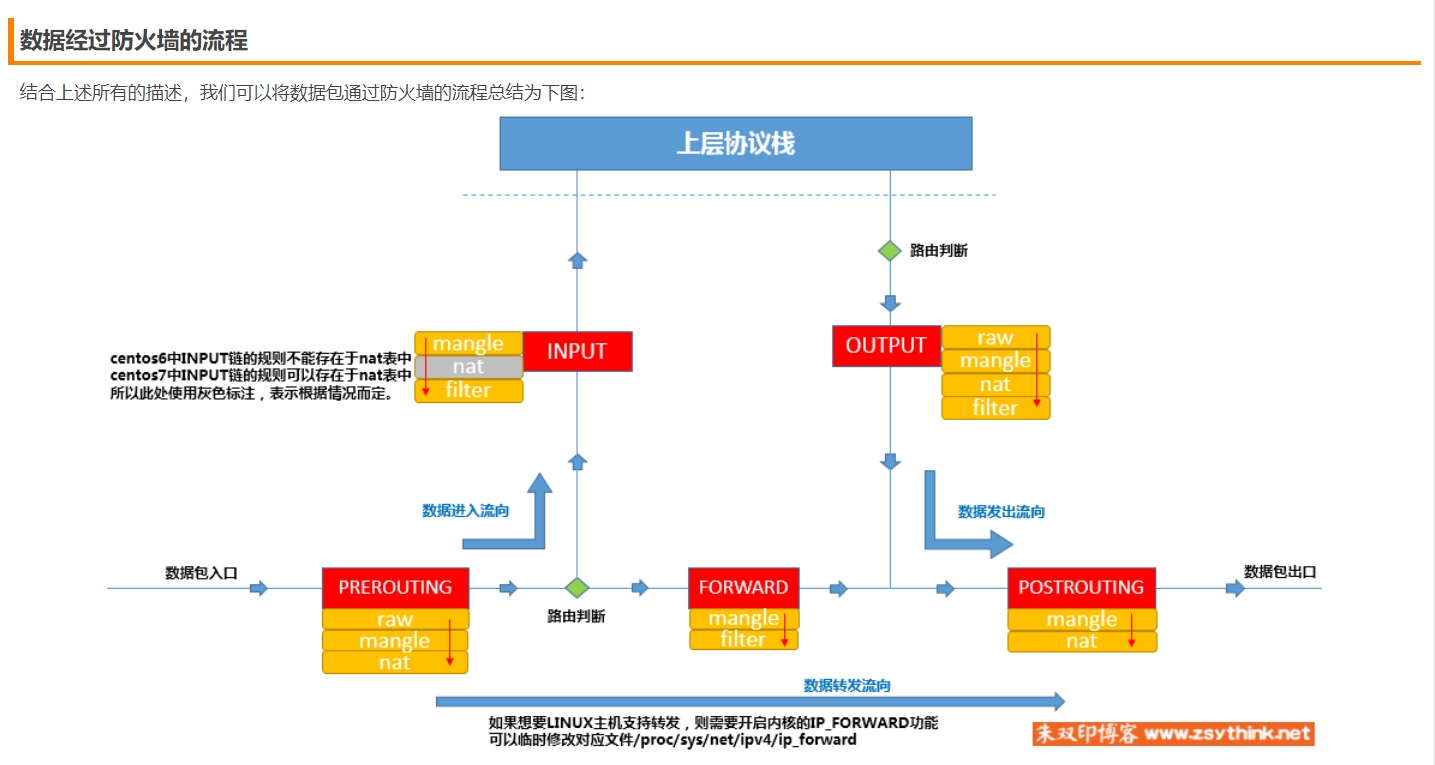 数据经过防火墙的流程
结合上述所有的描述，我们可以将数据包通过防火墙的流程总结为下图：
上层协议栈
路由判断
centos6中INPUT链的规则不能存在于nat表中
centos7中INPUT链的规则可以存在于nat表中
所以此处使用灰色标注，表示根据情况而定。
mangle
nat
filter
INPUT
OUTPUT
raw
mangle
nat
filter
数据进入流向
数据发出流向
数据包入口
PREROUTING
raw
mangle
nat
路由判断
FORWARD
mangle
filter
POSTROUTING
mangle
nat
数据包出口
数据转发流向
如果想要LINUX主机支持转发，则需要开启内核的IP_FORWARD功能
可以临时修改对应文件/proc/sys/net/ipv4/ip_forward
朱双印博客 www.zsythink.net